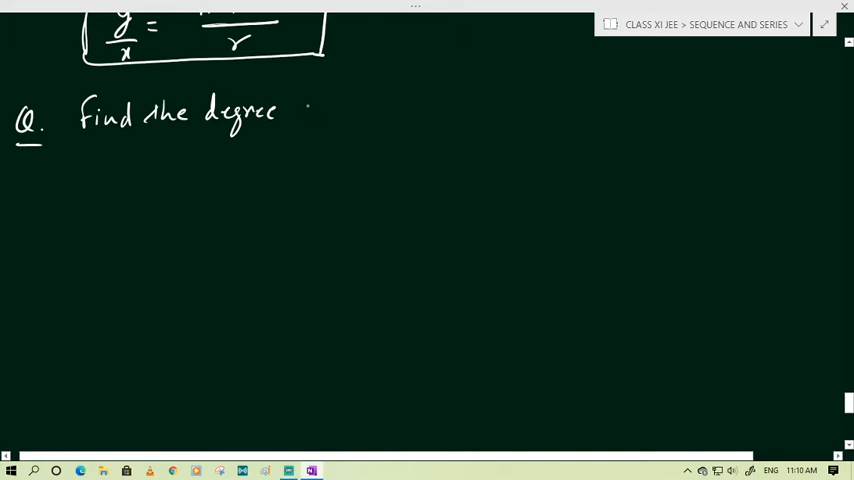 CLASS XI JEE > SEQUENCE AND SERIES
y/x = 
r
Q. Find the degree
ENG 11:10 AM